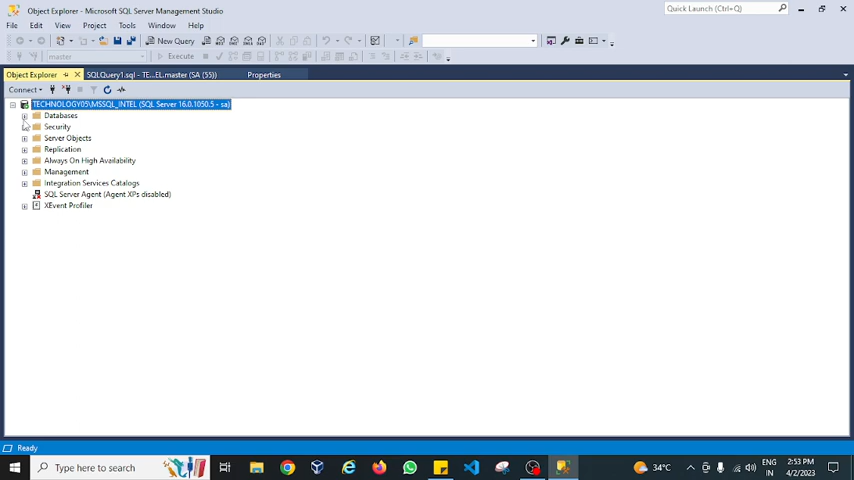 Object Explorer - Microsoft SQL Server Management Studio
Quick Launch (Ctrl+Q)
File Edit View Project Tools Window Help
New Query
master Execute
Object Explorer SQLQuery1.sql - TE...EL.master (SA (55)) Properties
Connect
TECHNOLOGY05\MSSQL_INTEL (SQL Server 16.0.1050.5 - sa)
Databases
Security
Server Objects
Replication
Always On High Availability
Management
Integration Services Catalogs
SQL Server Agent (Agent XPs disabled)
XEvent Profiler
Ready
Type here to search
34°C
ENG
IN
2:53 PM
4/2/2023